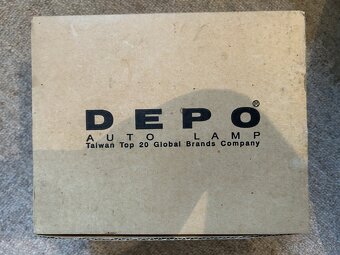 DEPO®
AUTO LAMP
Taiwan Top 20 Global Brands Company